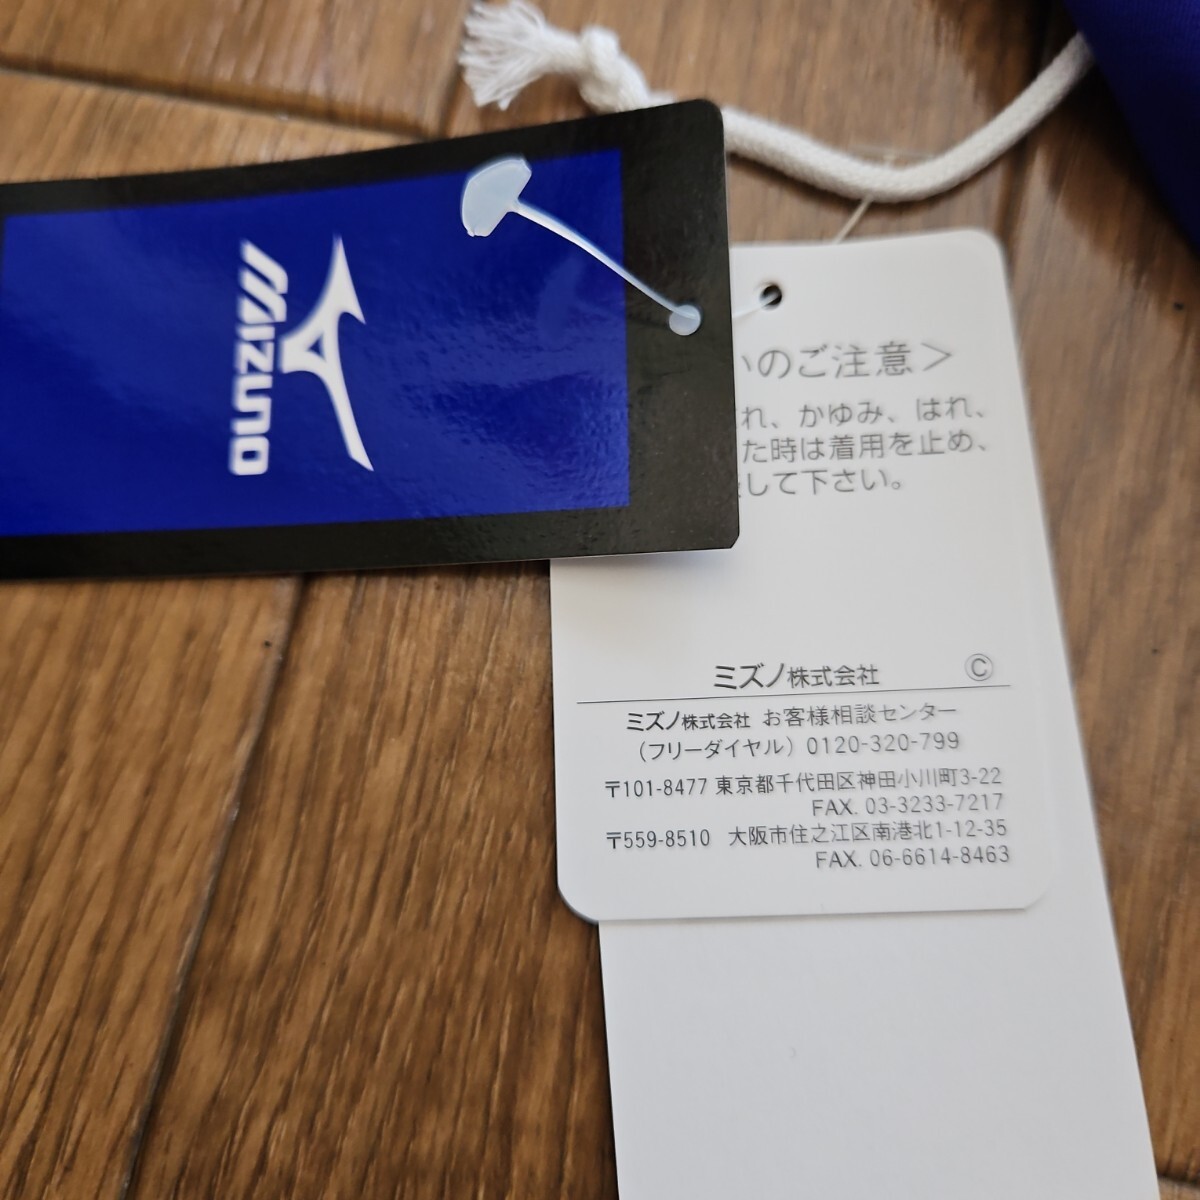 MIZUNO
のご注意＞
れ、かゆみ、はれ、
た時は着用を止め、
して下さい。
ミズノ株式会社 Ⓒ
ミズノ株式会社 お客様相談センター
（フリーダイヤル）0120-320-799
〒101-8477 東京都千代田区神田小川町3-22
FAX. 03-3233-7217
〒559-8510 大阪市住之江区南港北1-12-35
FAX. 06-6614-8463